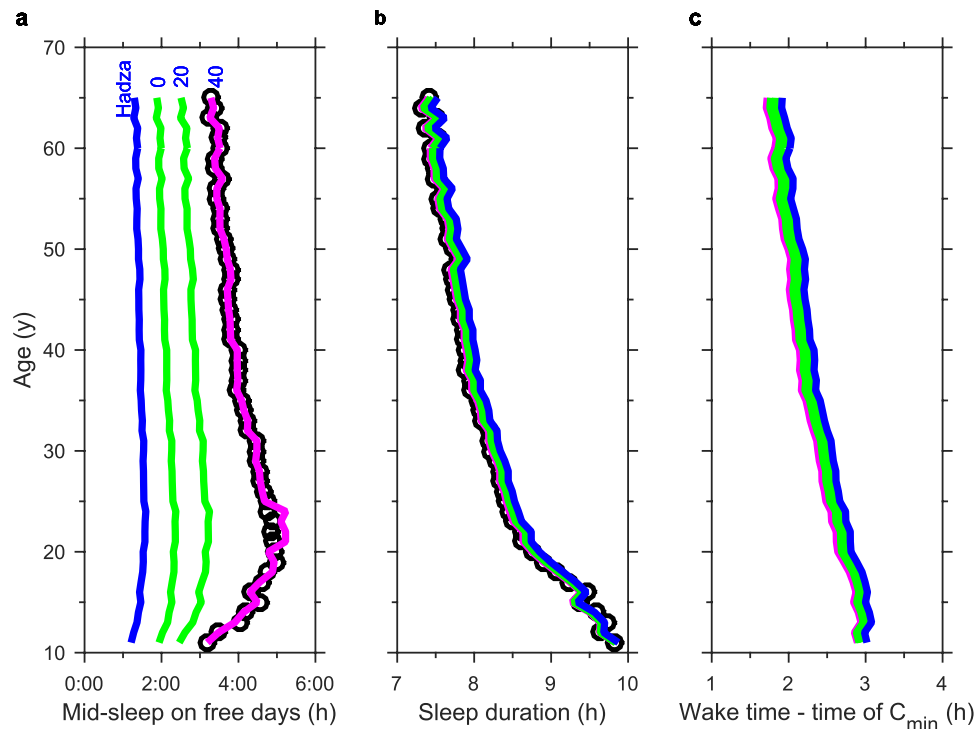 a
b
c
70
60
50
40
30
20
10
Age (y)
Hadza
0
20
40
0:00 2:00 4:00 6:00
Mid-sleep on free days (h)
7 8 9 10
Sleep duration (h)
1 2 3 4
Wake time - time of Cmin (h)